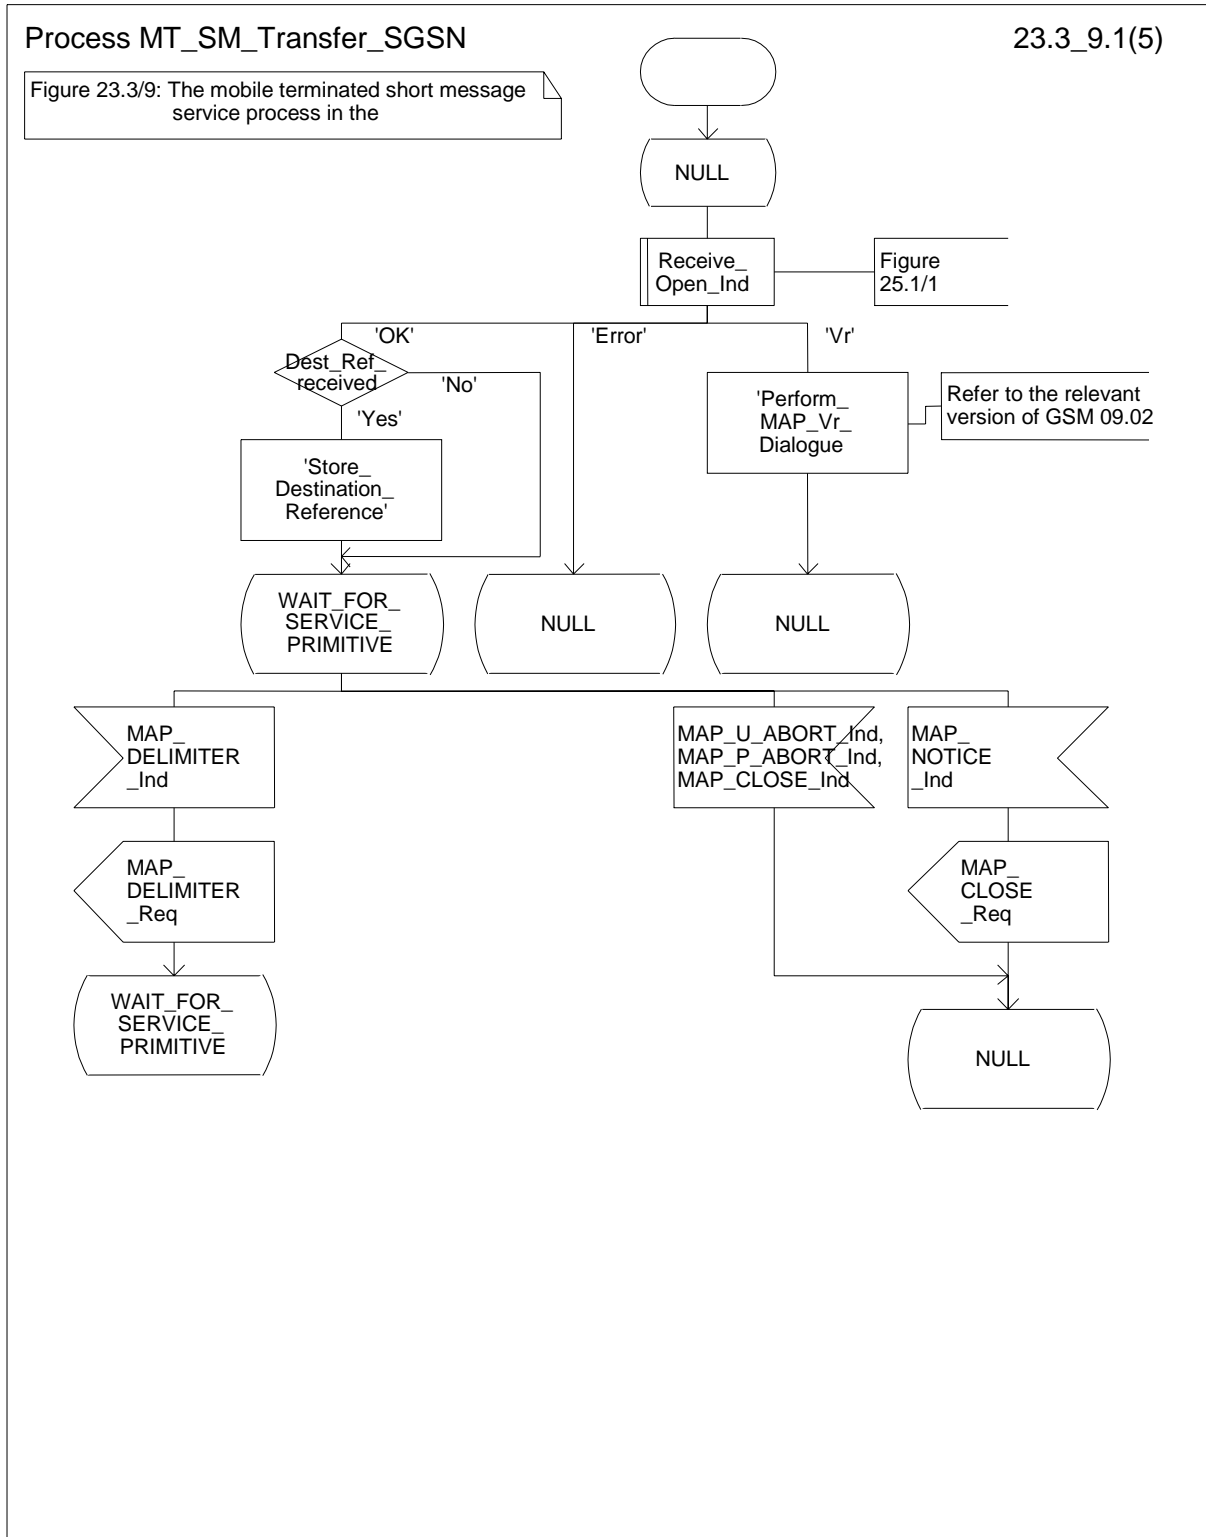 Process MT_SM_Transfer_SGSN
23.3_9.1(5)
Figure 23.3/9: The mobile terminated short message
service process in the
NULL
Receive_
Open_Ind
Figure
25.1/1
'OK'
'Error'
'Vr'
Dest_Ref_
received
'No'
'Yes'
'Perform_
MAP_Vr_
Dialogue
Refer to the relevant
version of GSM 09.02
'Store_
Destination_
Reference'
WAIT_FOR_
SERVICE_
PRIMITIVE
NULL
NULL
MAP_
DELIMITER
_Ind
MAP_U_ABORT_Ind,
MAP_P_ABORT_Ind,
MAP_CLOSE_Ind
MAP_
NOTICE
_Ind
MAP_
DELIMITER
_Req
MAP_
CLOSE
_Req
WAIT_FOR_
SERVICE_
PRIMITIVE
NULL